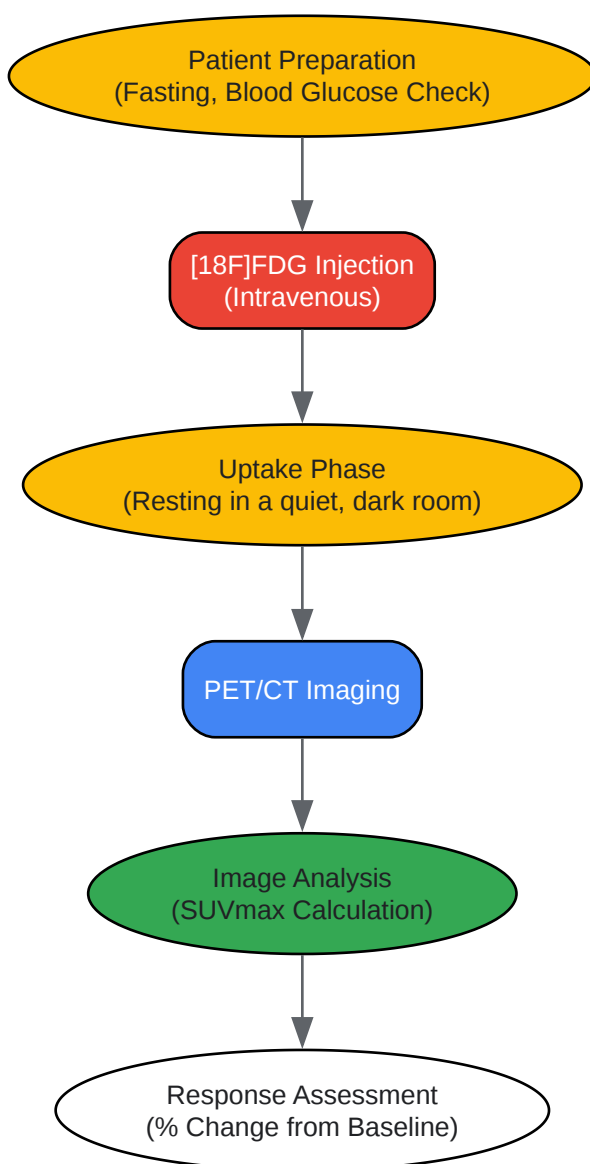 Patient Preparation
(Fasting, Blood Glucose Check)
[18F]FDG Injection
(Intravenous)
Uptake Phase
(Resting in a quiet, dark room)
PET/CT Imaging
Image Analysis
(SUVmax Calculation)
Response Assessment
(% Change from Baseline)